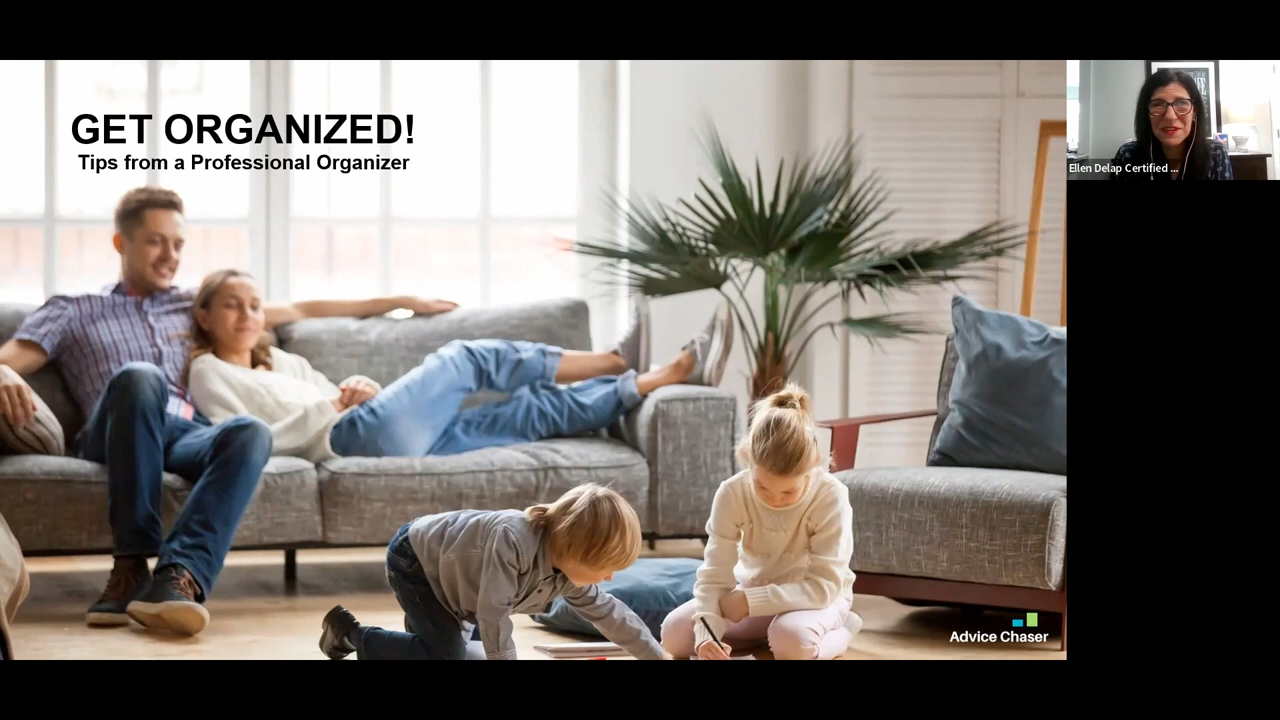 GET ORGANIZED!
Tips from a Professional Organizer
Ellen Delap Certified ...
Advice Chaser